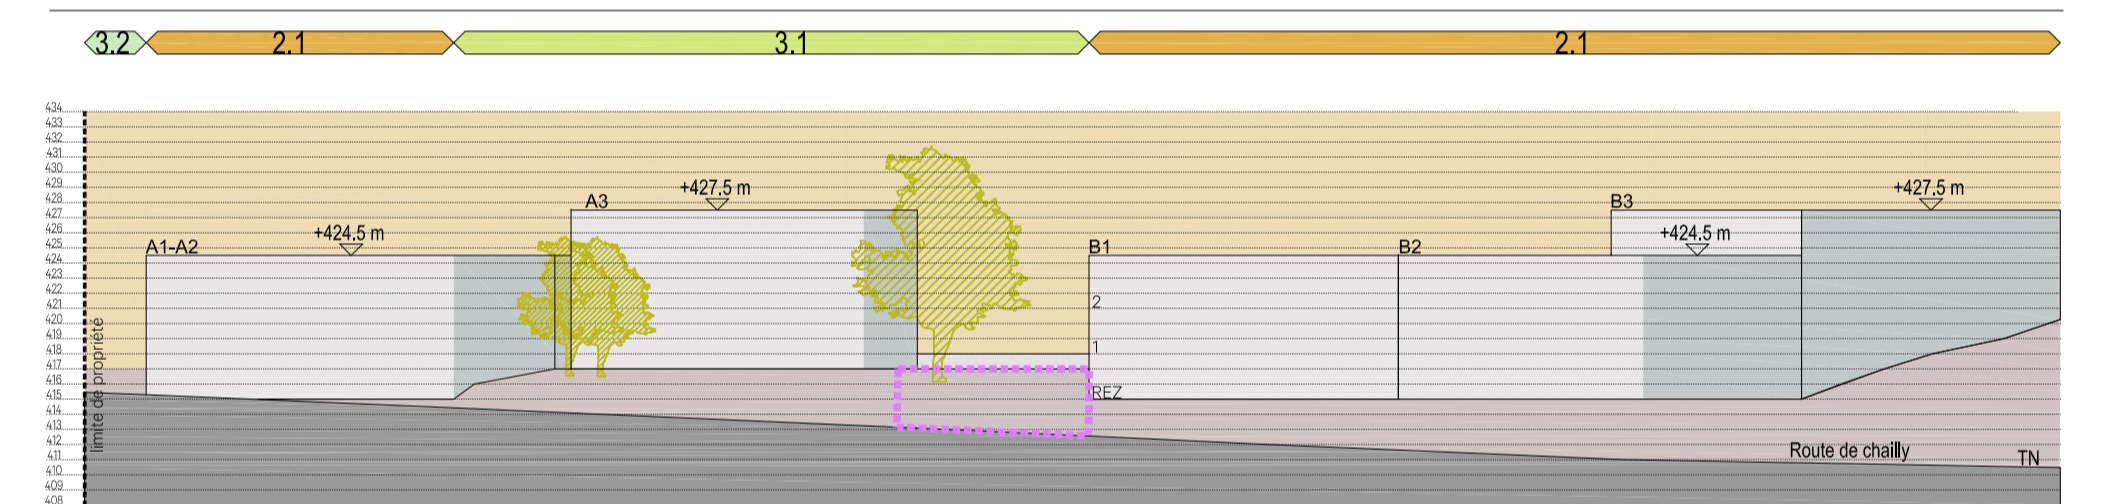 3.2 2.1 3.1 2.1
434
433
432
431
430
429
428
427
426
425
424
423
422
421
420
419
418
417
416
415
414
413
412
411
410
409
408
limite de propriété
A1-A2
+424.5 m
A3
+427.5 m
B1
2
1
REZ
B2
B3
+424.5 m
+427.5 m
Route de chailly
TN